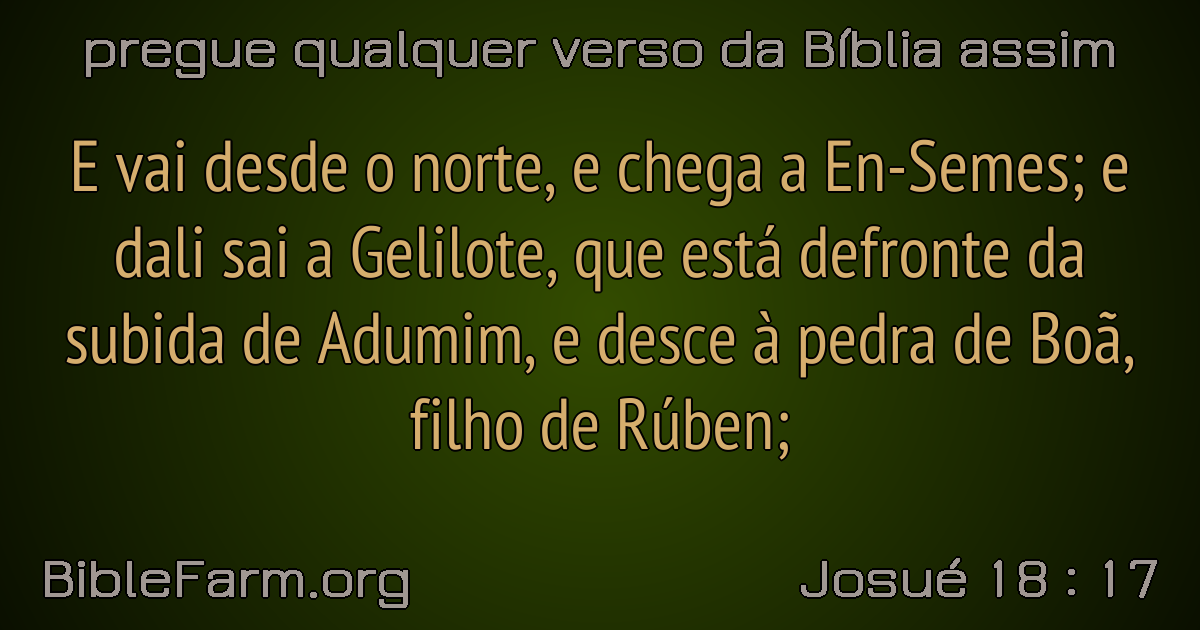 pregue qualquer verso da Bíblia assim
E vai desde o norte, e chega a En-Semes; e
dali sai a Gelilote, que está defronte da
subida de Adumim, e desce à pedra de Boã,
filho de Rúben;
BibleFarm.org
Josué 18 : 17